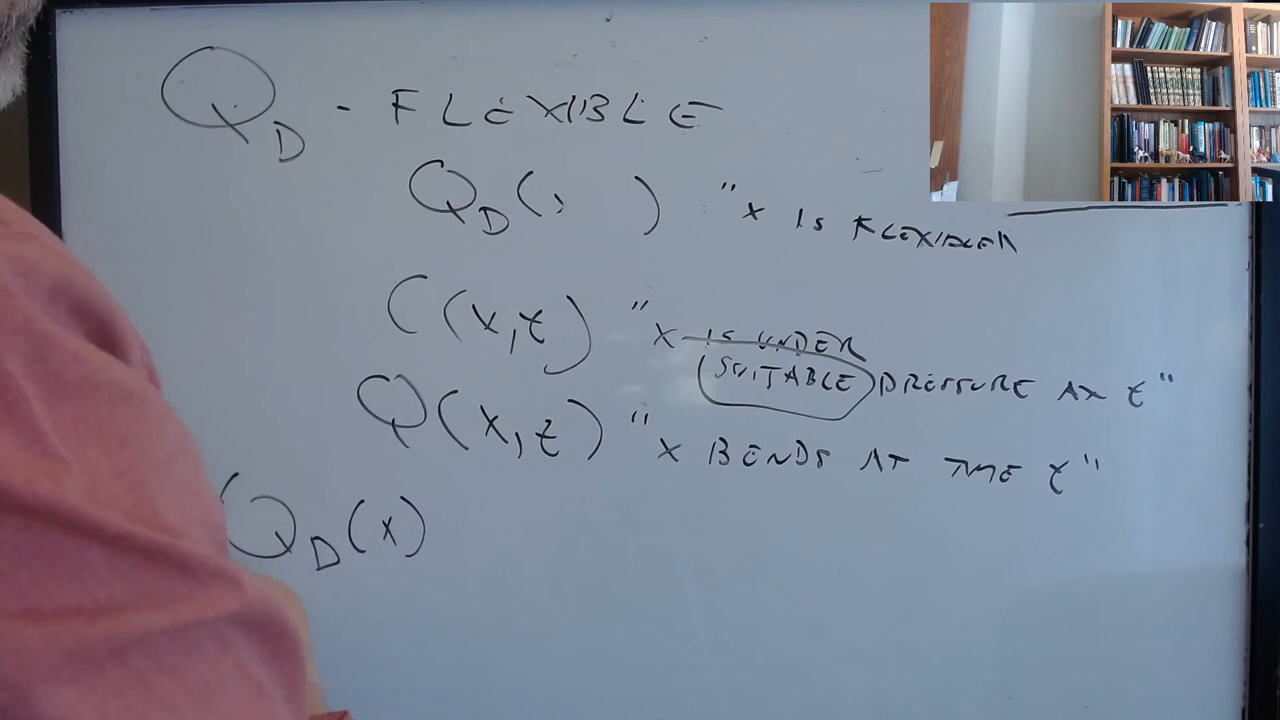 Q_D - FLEXIBLE
Q_D( ) "x IS FLEXIBLE"
C(x,t) "x IS UNDER
SUITABLE PRESSURE AT t"
Q(x,t) "x BENDS AT TIME t"
Q_D(x)